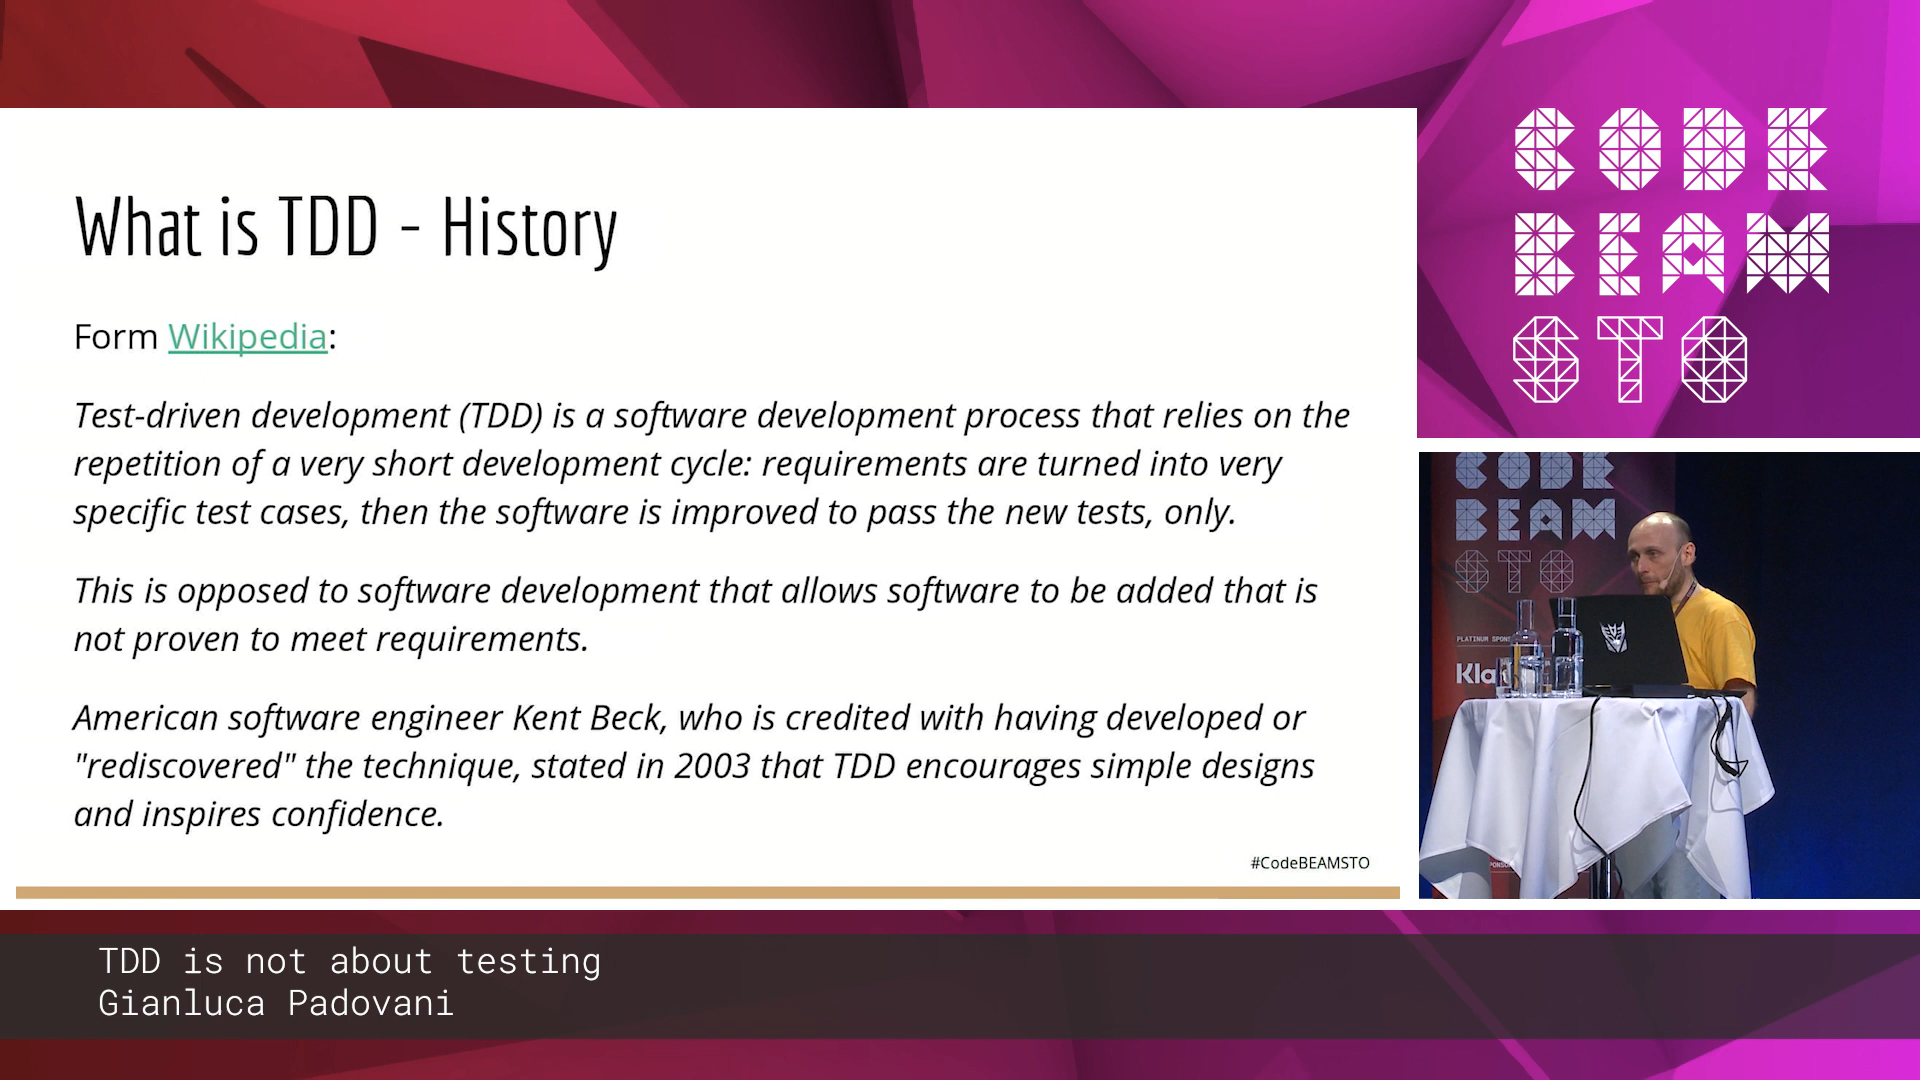 CODE
BEAM
STO
What is TDD - History
Form Wikipedia:
Test-driven development (TDD) is a software development process that relies on the
repetition of a very short development cycle: requirements are turned into very
specific test cases, then the software is improved to pass the new tests, only.
This is opposed to software development that allows software to be added that is
not proven to meet requirements.
American software engineer Kent Beck, who is credited with having developed or
"rediscovered" the technique, stated in 2003 that TDD encourages simple designs
and inspires confidence.
#CodeBEAMSTO
CODE
BEAM
STO
PLATINUM
TDD is not about testing
Gianluca Padovani